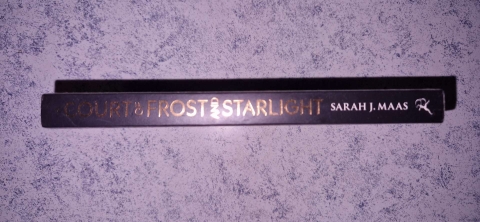 COURT OF FROST AND STARLIGHT SARAH J. MAAS